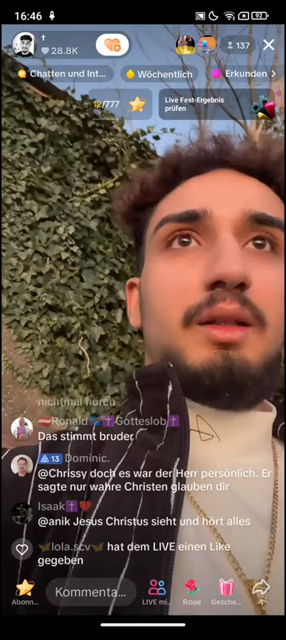 16:46
92
†
28.8K
137
Chatten und Int...
Wöchentlich
Erkunden
12/777
Live Fest-Ergebnis
prüfen
nichtmal hören
Ronald Gotteslob
Das stimmt bruder
13 Dominic.
@Chrissy doch es war der Herr persönlich. Er
sagte nur wahre Christen glauben dir
Isaak
@anik Jesus Christus sieht und hört alles
lola.scv hat dem LIVE einen Like
gegeben
Abonn...
Kommenta...
LIVE mi...
Rose
Gesche...
4